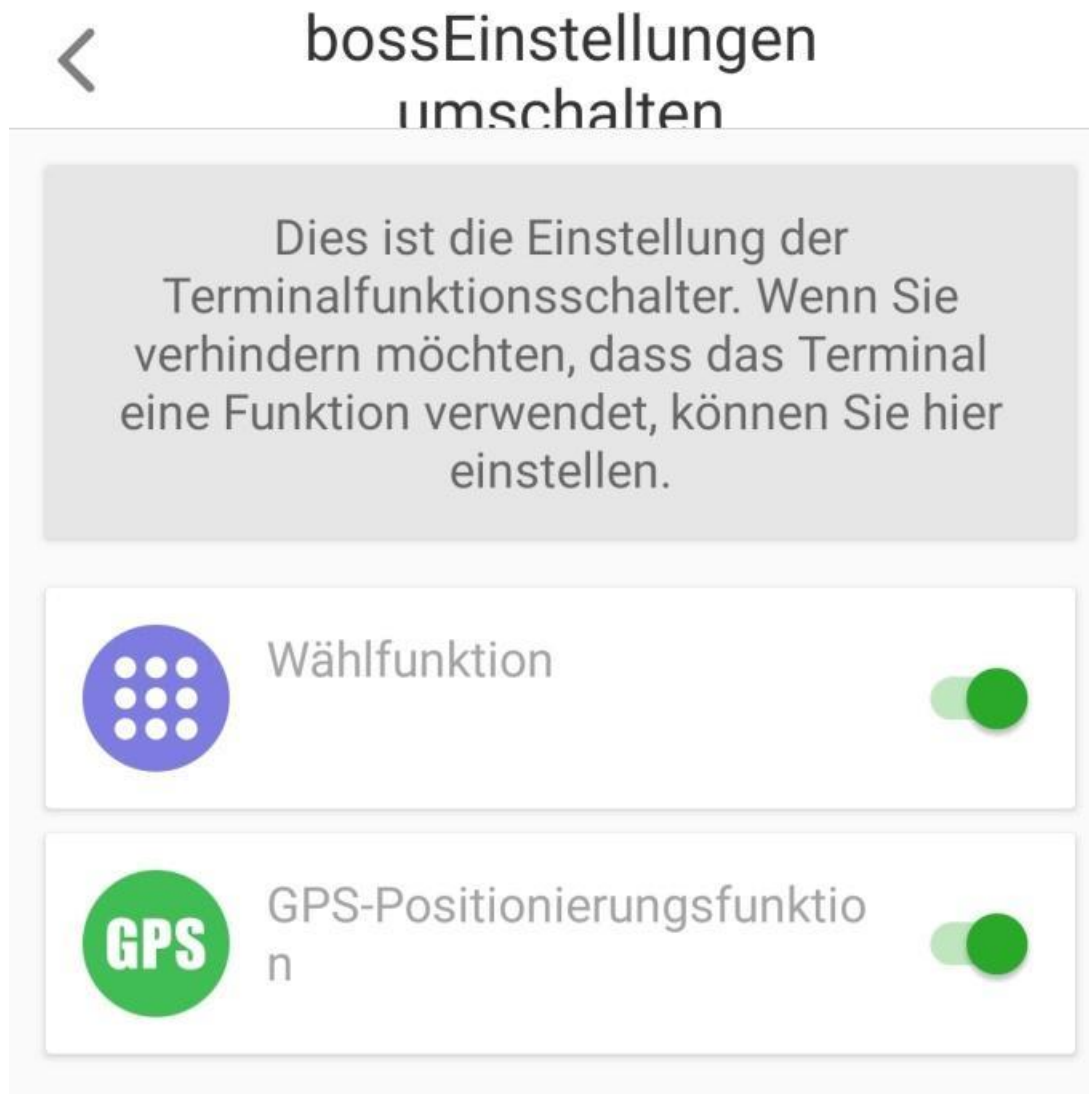 bossEinstellungen
umschalten
Dies ist die Einstellung der
Terminalfunktionsschalter. Wenn Sie
verhindern möchten, dass das Terminal
eine Funktion verwendet, können Sie hier
einstellen.
Wählfunktion
GPS-Positionierungsfunktio
n
GPS